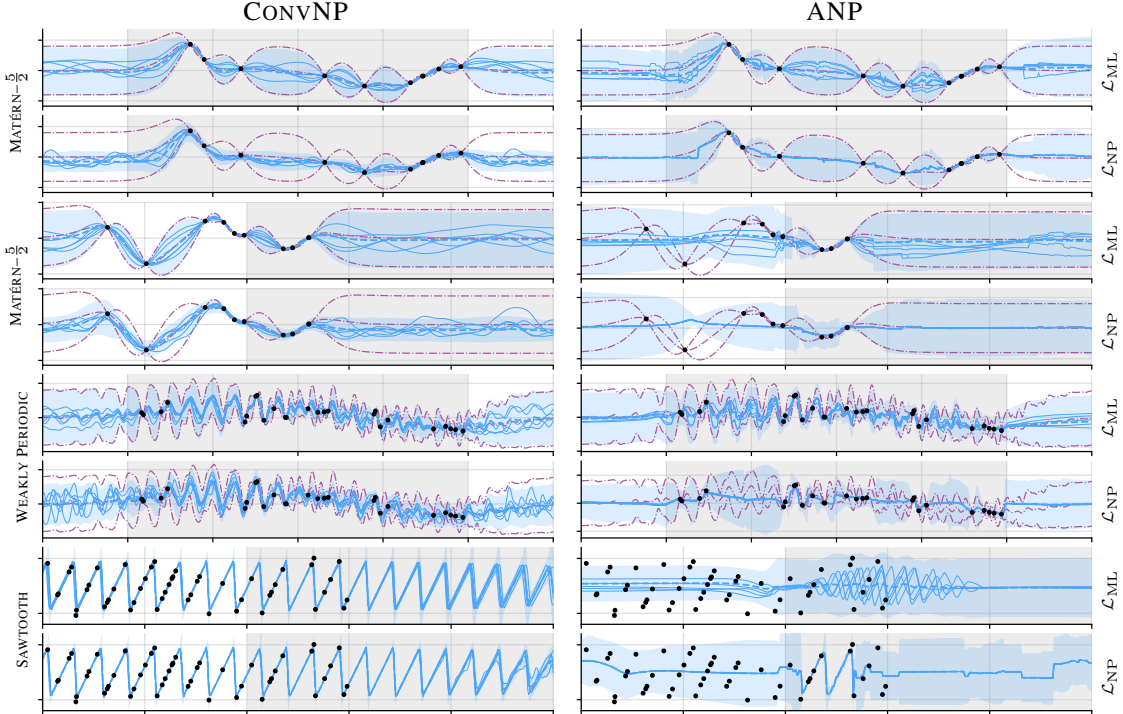 CONVNP
ANP
MATÉRN–5/2
ℒML
ℒNP
MATÉRN–5/2
ℒML
ℒNP
WEAKLY PERIODIC
ℒML
ℒNP
SAWTOOTH
ℒML
ℒNP